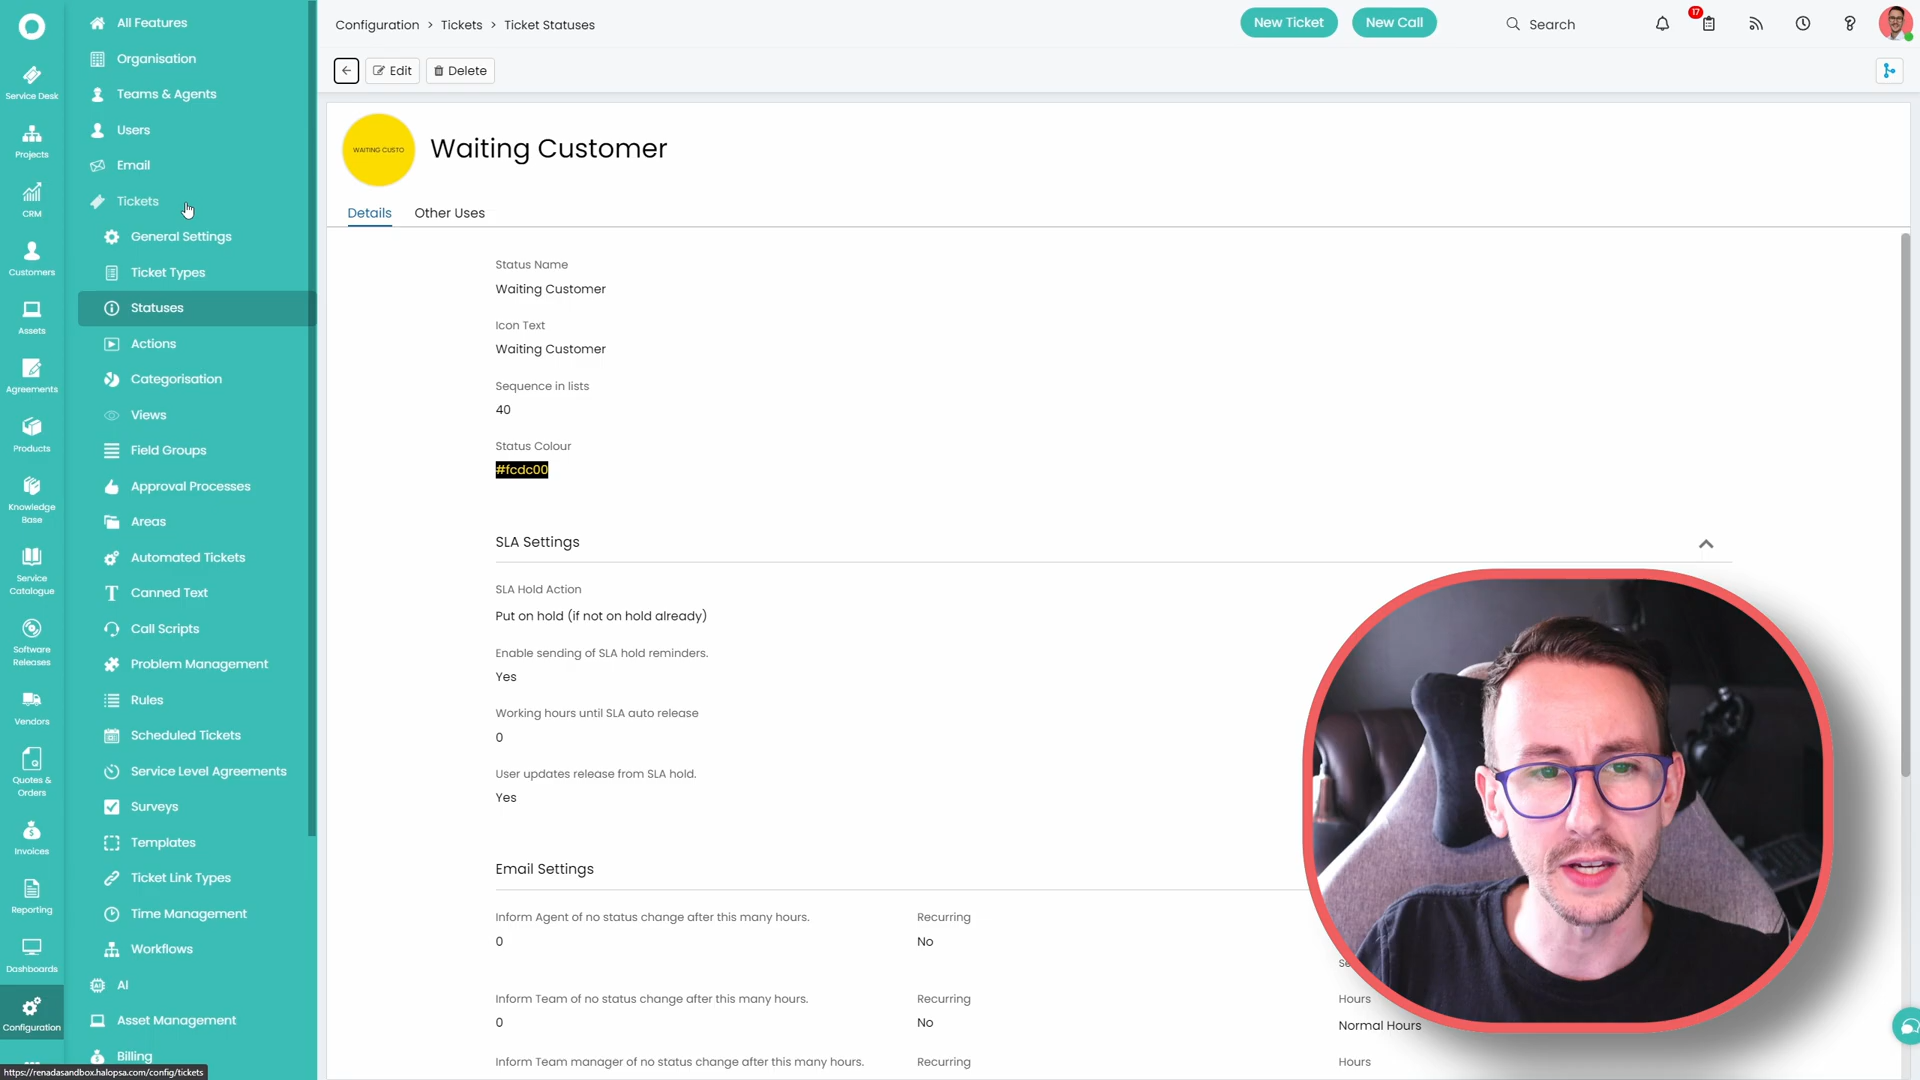 All Features
Organisation
Teams & Agents
Users
Email
Tickets
General Settings
Ticket Types
Statuses
Actions
Categorisation
Views
Field Groups
Approval Processes
Areas
Automated Tickets
Canned Text
Call Scripts
Problem Management
Rules
Scheduled Tickets
Service Level Agreements
Surveys
Templates
Ticket Link Types
Time Management
Workflows
AI
Asset Management
Billing
Service Desk
Projects
CRM
Customers
Assets
Agreements
Products
Knowledge
Base
Service
Catalogue
Software
Releases
Vendors
Quotes &
Orders
Invoices
Reporting
Dashboards
Configuration
https://renadasandbox.halopsa.com/config/tickets
Configuration > Tickets > Ticket Statuses
New Ticket
New Call
Search
17
Edit
Delete
WAITING CUSTO
Waiting Customer
Details
Other Uses
Status Name
Waiting Customer
Icon Text
Waiting Customer
Sequence in lists
40
Status Colour
#fcdc00
SLA Settings
SLA Hold Action
Put on hold (if not on hold already)
Enable sending of SLA hold reminders.
Yes
Working hours until SLA auto release
0
User updates release from SLA hold.
Yes
Email Settings
Inform Agent of no status change after this many hours.
Recurring
0
No
Inform Team of no status change after this many hours.
Recurring
Hours
0
No
Normal Hours
Inform Team manager of no status change after this many hours.
Recurring
Hours